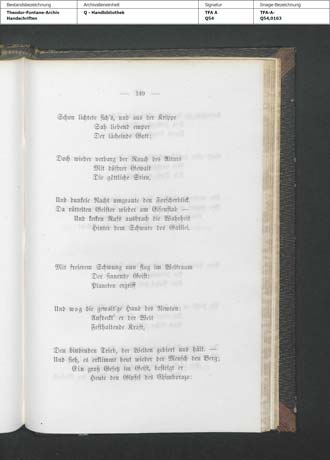 Bestandsbezeichnung
Archiveinheit
Signatur
Image-Bezeichnung
Theodor-Fontane-Archiv
Handschriften
Q - Handbibliothek
TFA A
Q54
TFA-A-
Q54,0163
— 149 —
Schon lichtete sich's, und aus der Krippe
Sah liebend empor
Der lächelnde Gott;
Doch wieder verbarg der Rauch des Altars
Mit düstrer Gewalt
Die göttliche Stirn,
Und dunkele Nacht umgraute den Forscherblick.
Da rüttelten Geister wieder am Eisenstab —
Und kecken Rufs ausbrach die Wahrheit
Hinter dem Schwure des Galilei.
Mit freierem Schwung nun flog im Weltraum
Der sinnende Geist:
Planeten ergriff
Und wog die gewalt'ge Hand des Newton:
Aufdeckt' er der Welt
Festhaltende Kraft,
Den bindenden Trieb, der Welten gebiert und hält. —
Und sieh, es erklimmt heut wieder der Mensch den Berg;
Ein groß Gesetz im Geist, besteigt er
Heute den Gipfel des Chimborazo: